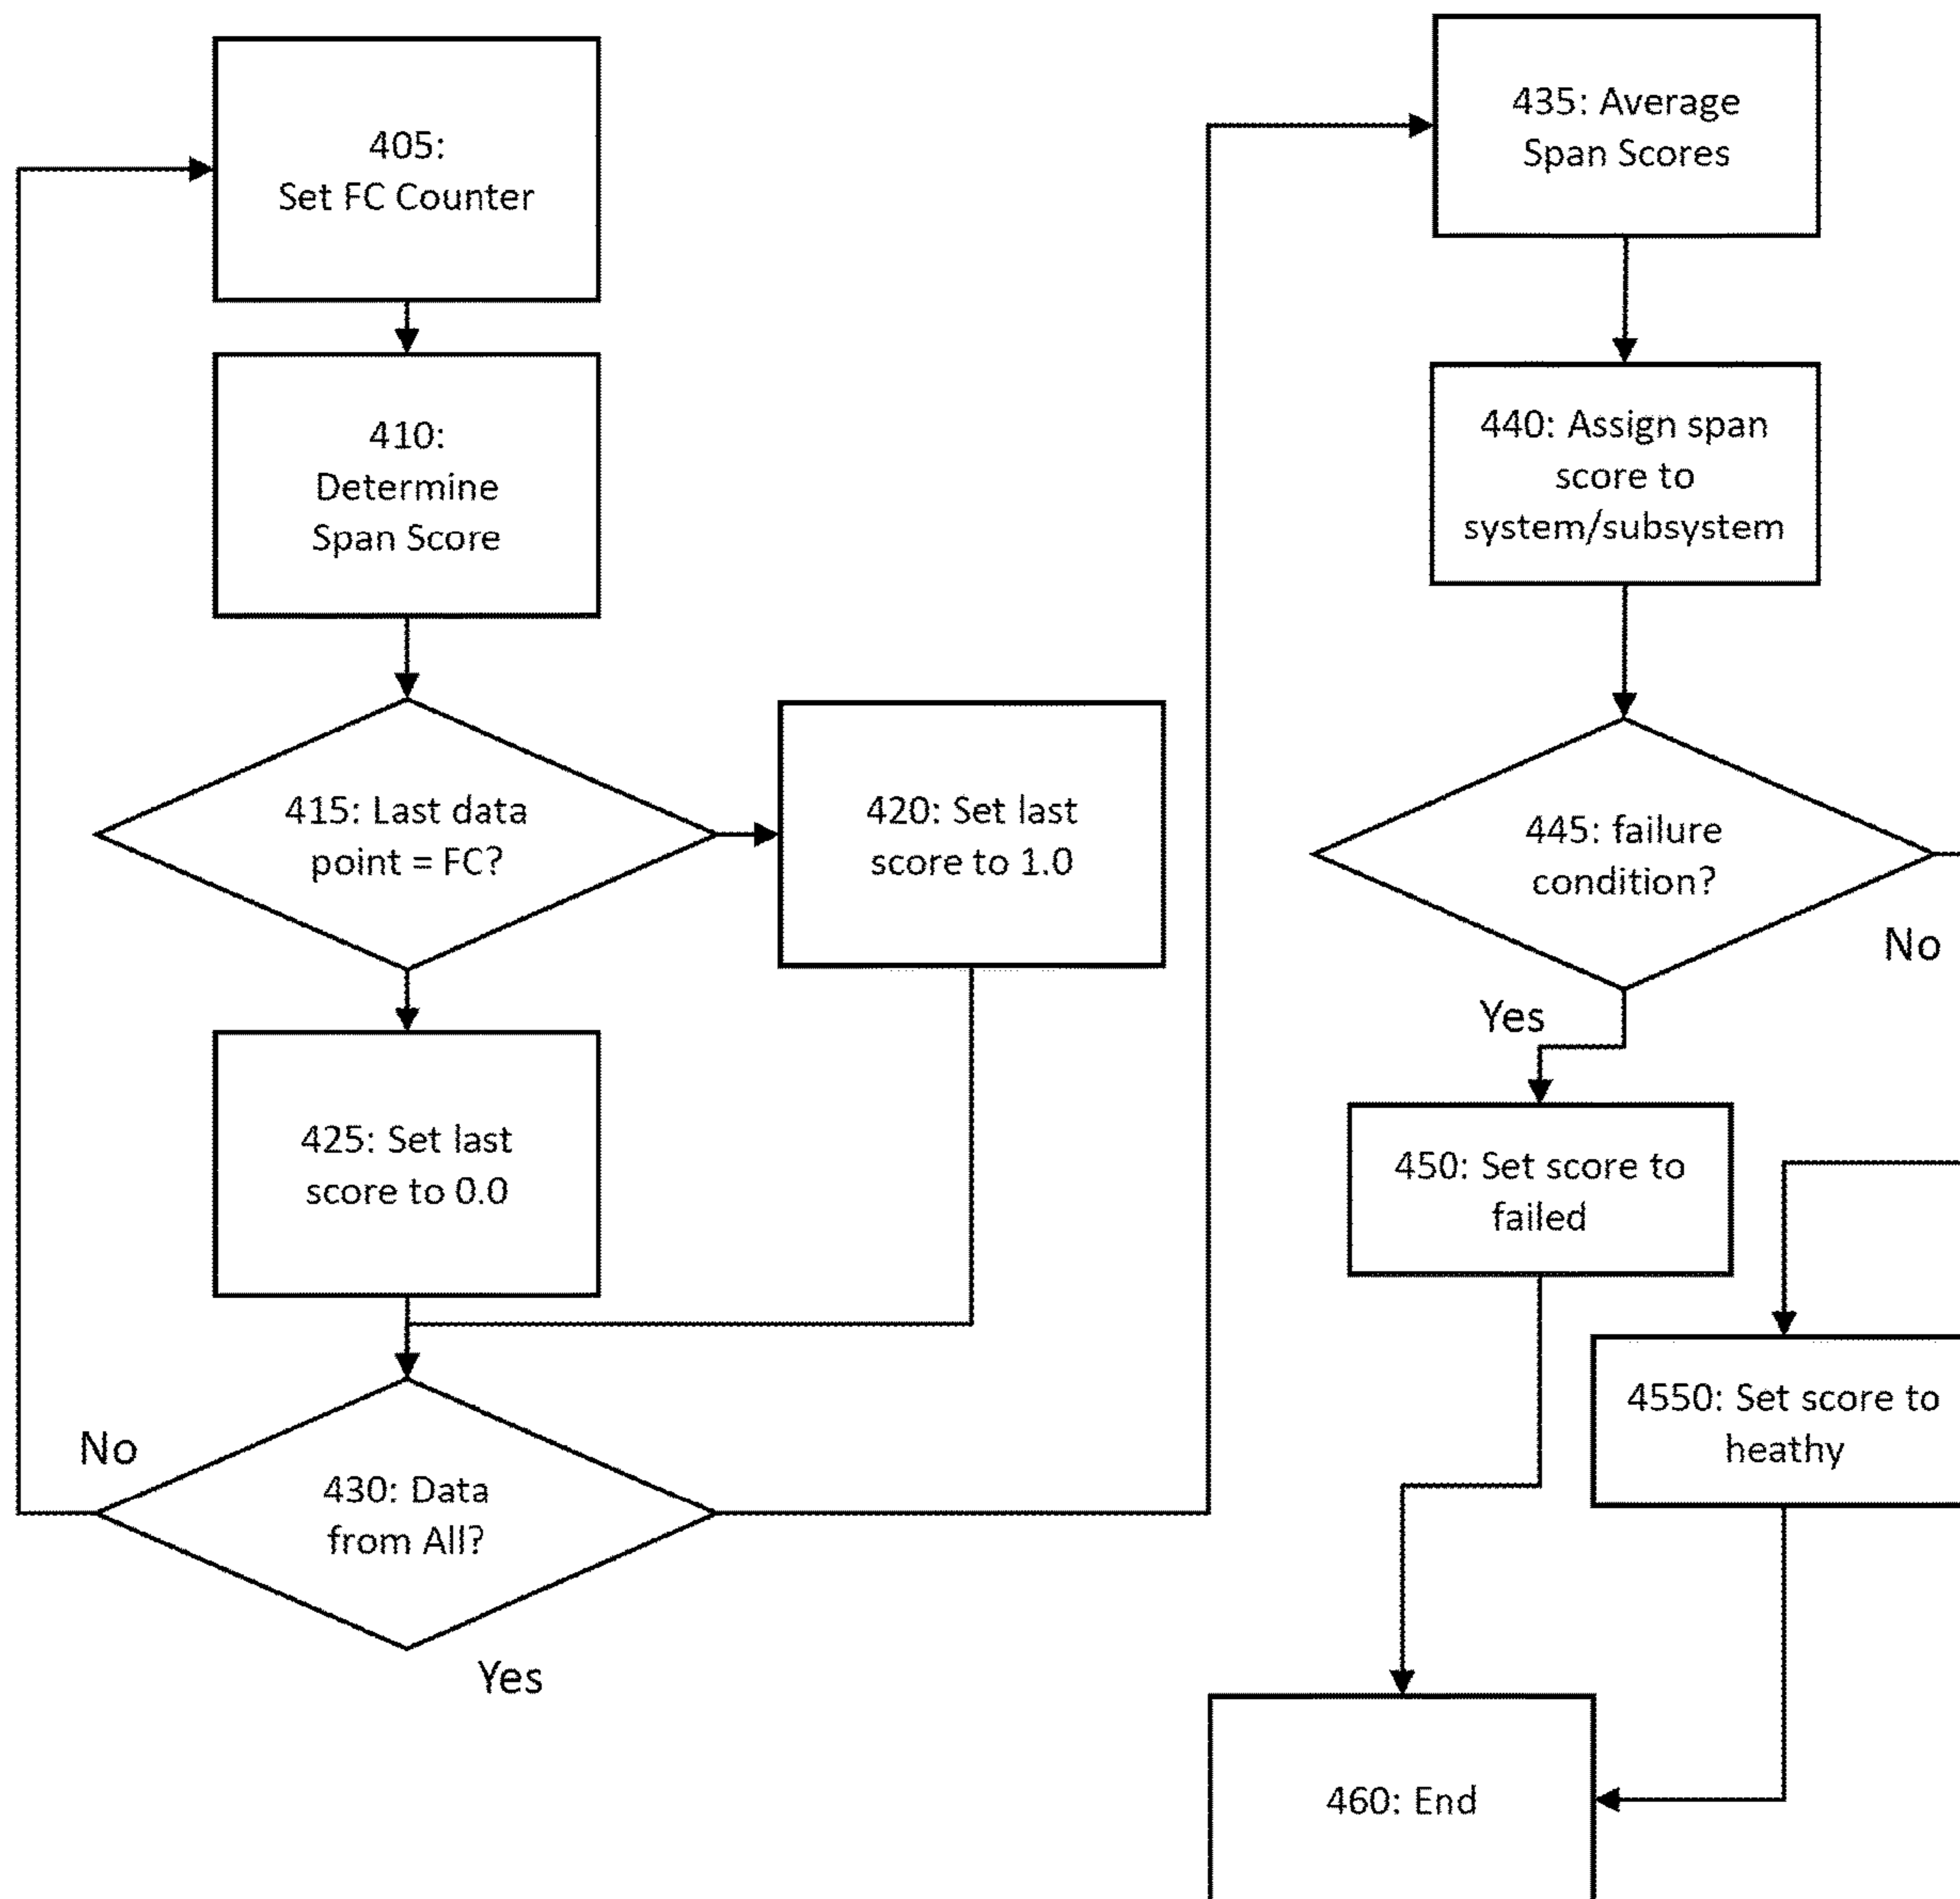 405:
Set FC Counter
410:
Determine
Span Score
415: Last data
point = FC?
420: Set last
score to 1.0
425: Set last
score to 0.0
No
430: Data
from All?
Yes
435: Average
Span Scores
440: Assign span
score to
system/subsystem
445: failure
condition?
No
Yes
450: Set score to
failed
4550: Set score to
heathy
460: End